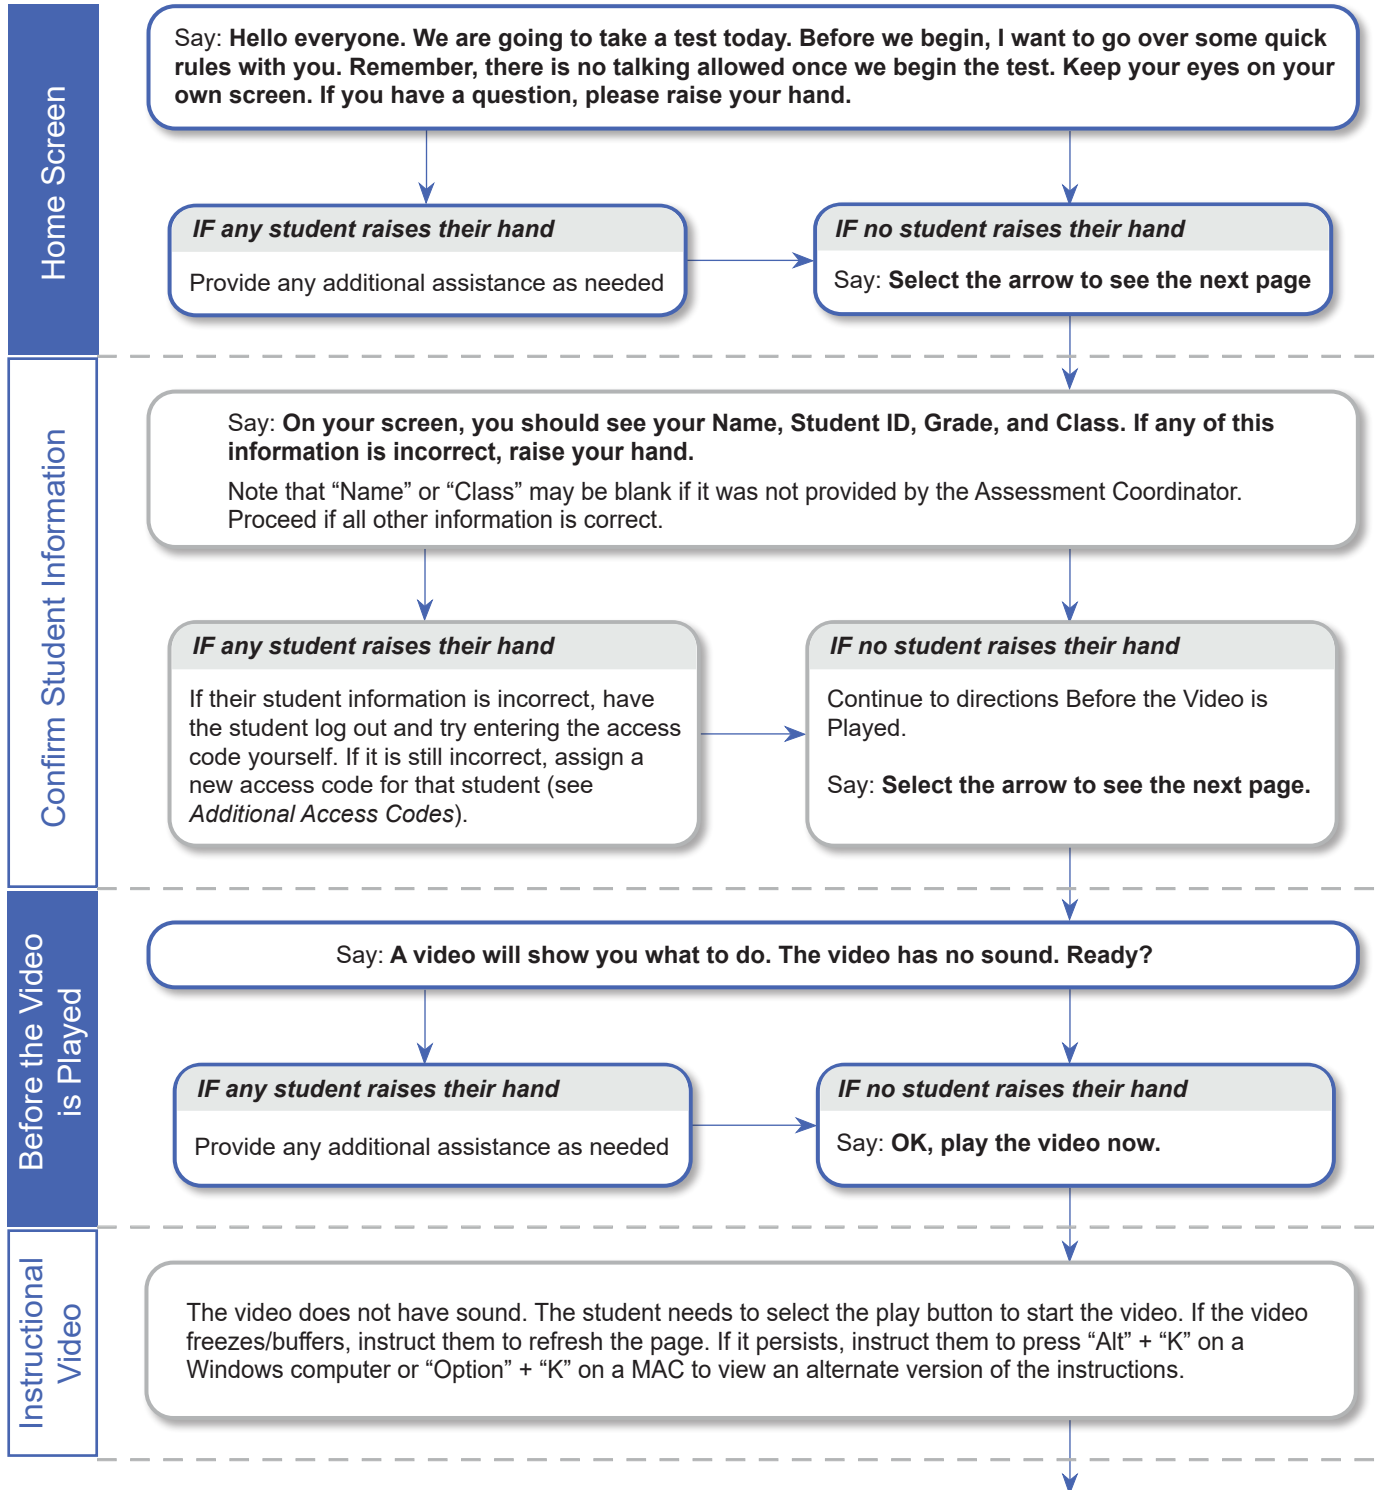 Home Screen
Say: Hello everyone. We are going to take a test today. Before we begin, I want to go over some quick
rules with you. Remember, there is no talking allowed once we begin the test. Keep your eyes on your
own screen. If you have a question, please raise your hand.
IF any student raises their hand
Provide any additional assistance as needed
IF no student raises their hand
Say: Select the arrow to see the next page
Confirm Student Information
Say: On your screen, you should see your Name, Student ID, Grade, and Class. If any of this
information is incorrect, raise your hand.
Note that “Name” or “Class” may be blank if it was not provided by the Assessment Coordinator.
Proceed if all other information is correct.
IF any student raises their hand
If their student information is incorrect, have
the student log out and try entering the access
code yourself. If it is still incorrect, assign a
new access code for that student (see
Additional Access Codes).
IF no student raises their hand
Continue to directions Before the Video is
Played.
Say: Select the arrow to see the next page.
Before the Video
is Played
Say: A video will show you what to do. The video has no sound. Ready?
IF any student raises their hand
Provide any additional assistance as needed
IF no student raises their hand
Say: OK, play the video now.
Instructional
Video
The video does not have sound. The student needs to select the play button to start the video. If the video
freezes/buffers, instruct them to refresh the page. If it persists, instruct them to press “Alt” + “K” on a
Windows computer or “Option” + “K” on a MAC to view an alternate version of the instructions.